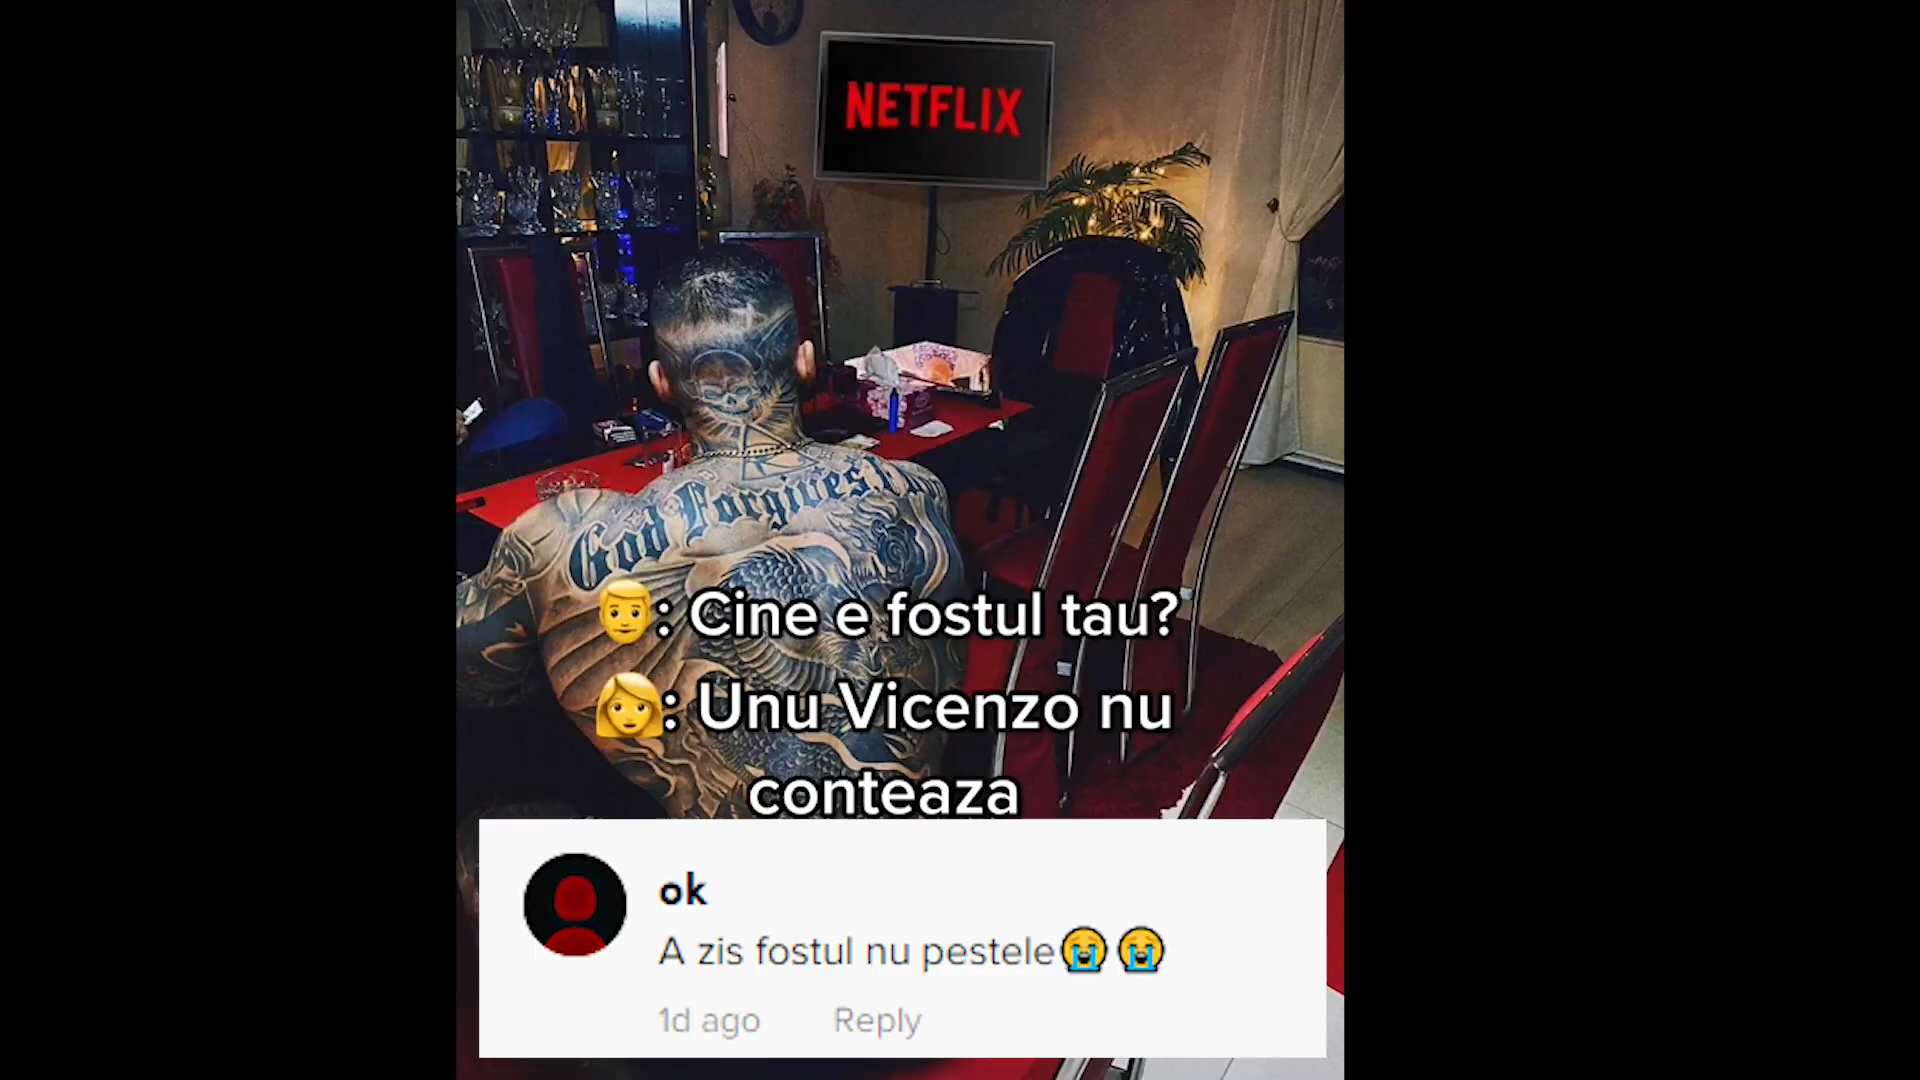 NETFLIX
God Forgives
👨: Cine e fostul tau?
👩: Unu Vicenzo nu
conteaza
ok
A zis fostul nu pestele😭😭
1d ago Reply